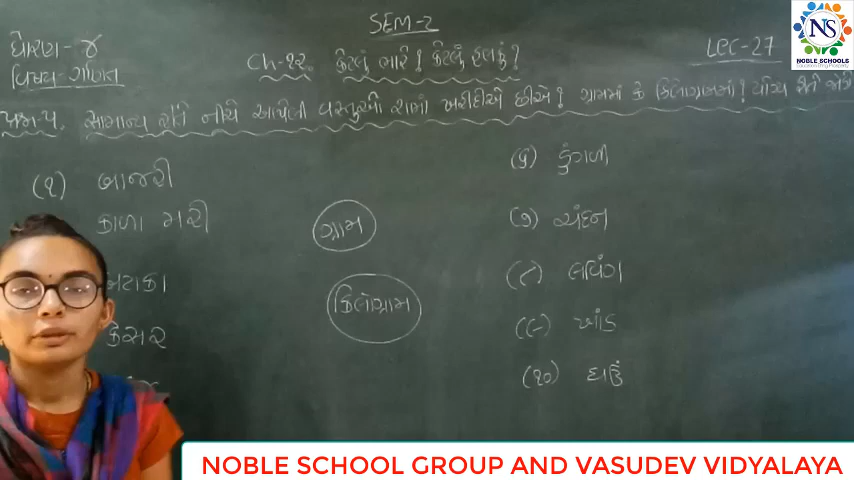 SEM-2
ધોરણ-૪
વિષય-ગણિત
Ch-૧૨. કેટલું ભારે? કેટલું હલકું?
LEC-27
NS
NOBLE SCHOOLS
પ્રશ્ન-૫. સામાન્ય રીતે નીચે આપેલી વસ્તુઓ શામાં ખરીદીએ છીએ? ગ્રામમાં કે કિલોગ્રામમાં? યોગ્ય રીતે જોડો
(૧) બાજરી
કાળા મરી
બટાકા
કેસર
ગ્રામ
કિલોગ્રામ
(૬) ડુંગળી
(૭) ચંદન
(૮) લવિંગ
(૯) ખાંડ
(૧૦) ઘઉં
NOBLE SCHOOL GROUP AND VASUDEV VIDYALAYA